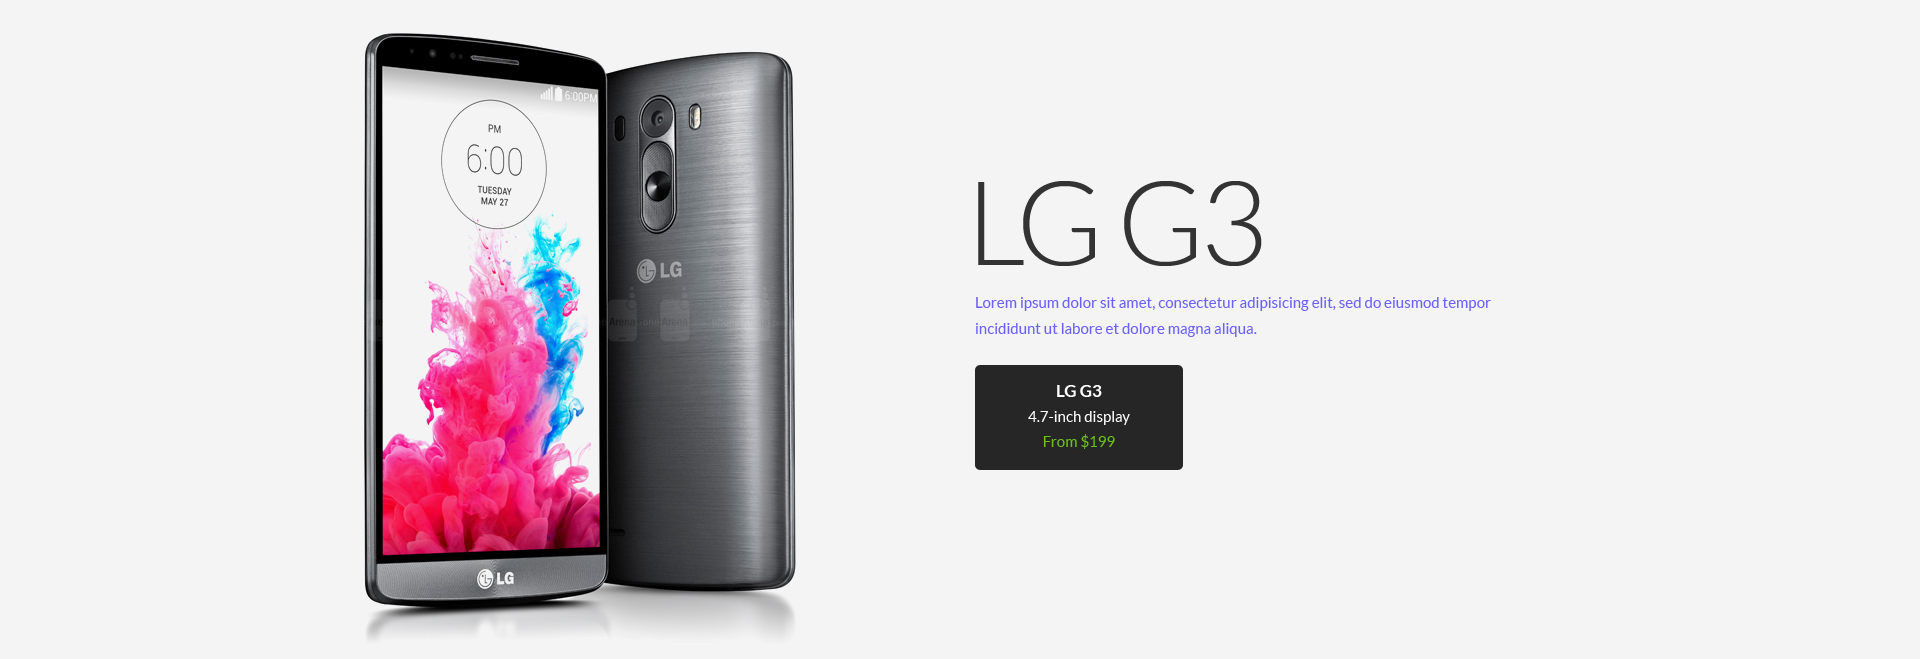 6:00PM
PM
6:00
TUESDAY
MAY 27
LG
LG
Arena
Arena
LG G3
Lorem ipsum dolor sit amet, consectetur adipisicing elit, sed do eiusmod tempor
incididunt ut labore et dolore magna aliqua.
LG G3
4.7-inch display
From $199